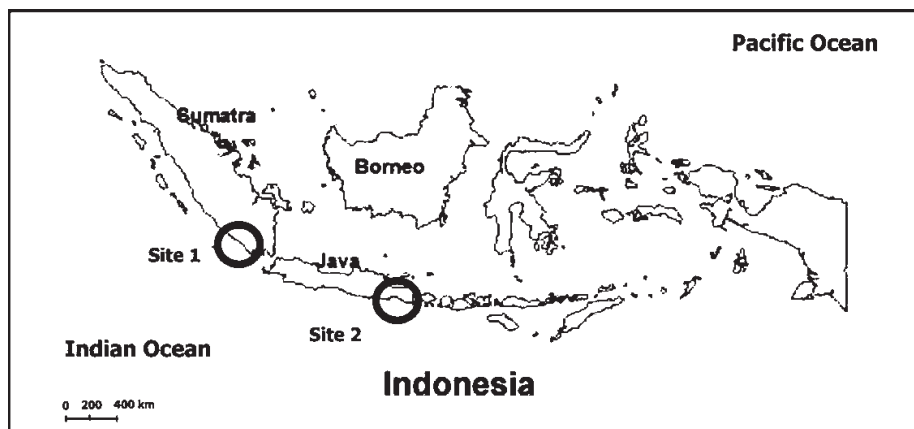 Pacific Ocean
Sumatra
Borneo
Site 1
Java
Site 2
Indian Ocean
Indonesia
0 200 400 km